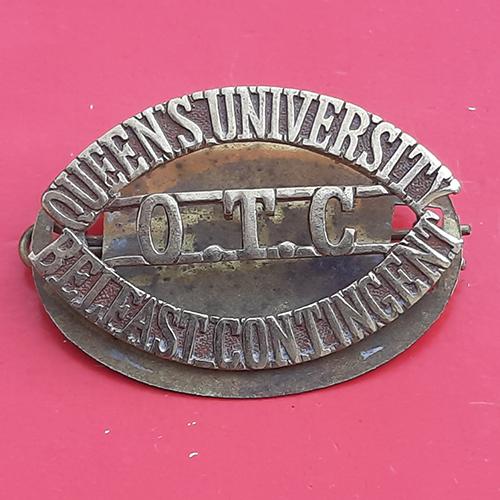 QUEEN'S UNIVERSITY
O.T.C
BELFAST CONTINGENT